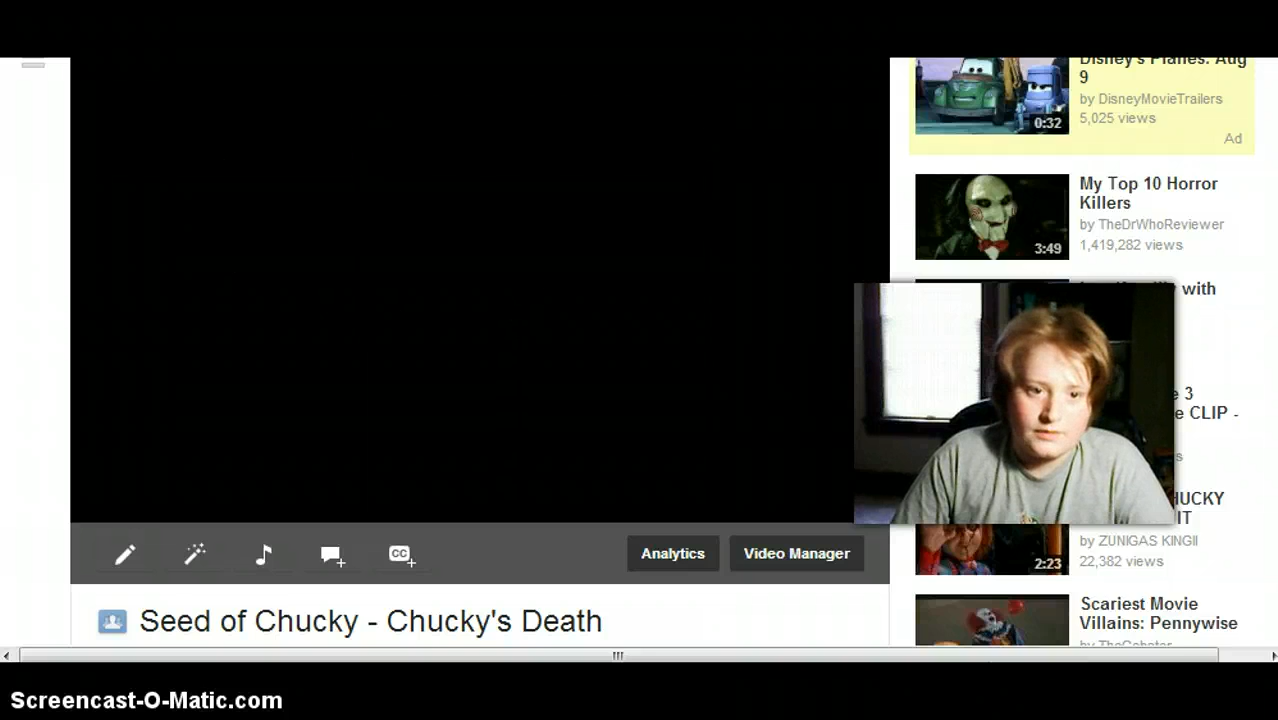 Disney's Planes: Aug
9
by DisneyMovieTrailers
5,025 views
0:32
Ad
My Top 10 Horror
Killers
by TheDrWhoReviewer
1,419,282 views
3:49
with
3
CLIP -
IT
by ZUNIGAS KINGII
22,382 views
2:23
Scariest Movie
Villains: Pennywise
CC
Analytics
Video Manager
Seed of Chucky - Chucky's Death
Screencast-O-Matic.com